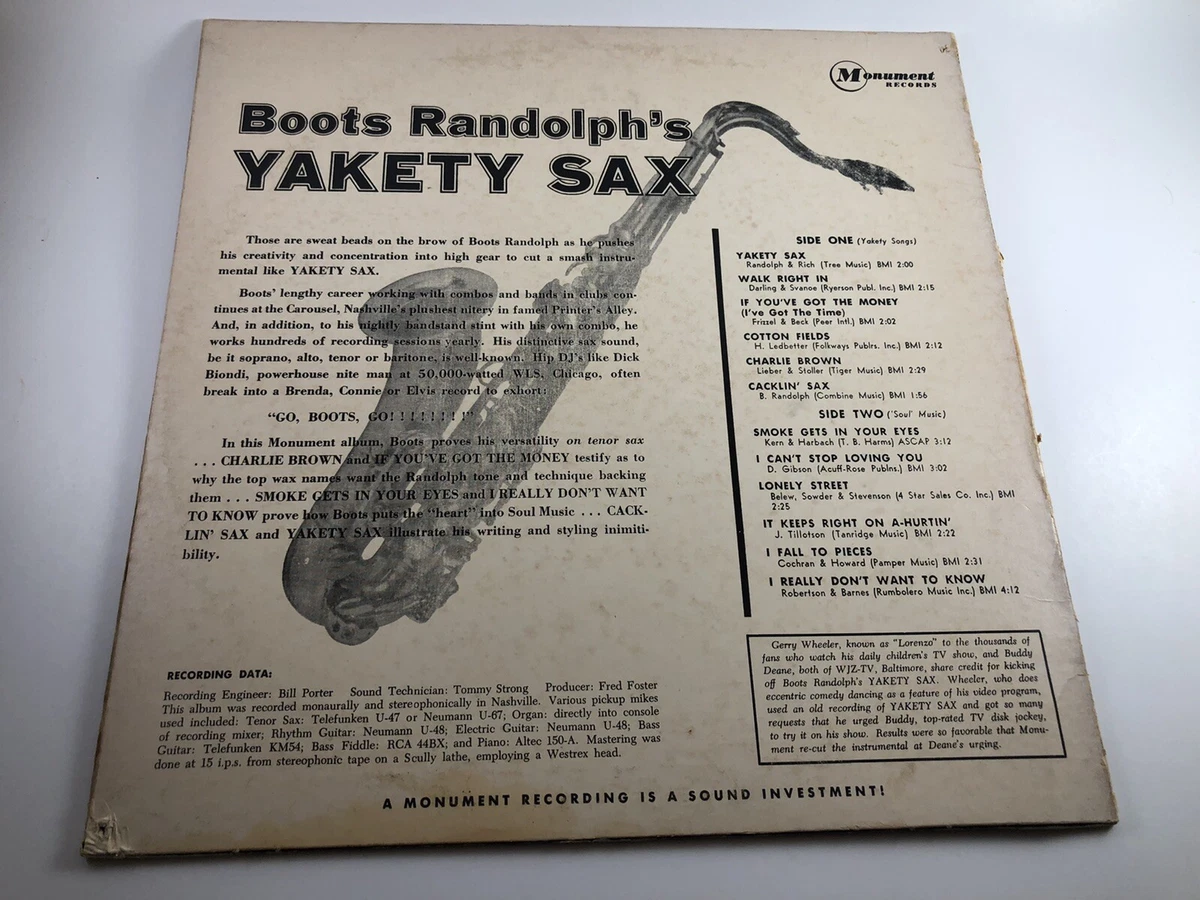 Monument
RECORDS
Boots Randolph's
YAKETY SAX
Those are sweat beads on the brow of Boots Randolph as he pushes
his creativity and concentration into high gear to cut a smash instru-
mental like YAKETY SAX.
Boots' lengthy career working with combos and bands in clubs con-
tinues at the Carousel, Nashville's plushest nitery in famed Printer's Alley.
And, in addition, to his nightly bandstand stint with his own combo, he
works hundreds of recording sessions yearly. His distinctive sax sound,
be it soprano, alto, tenor or baritone, is well-known. Hip DJ's like Dick
Biondi, powerhouse nite man at 50,000-watted WLS, Chicago, often
break into a Brenda, Connie or Elvis record to exhort:
"GO, BOOTS, GO! ! ! ! ! ! ! !"
In this Monument album, Boots proves his versatility on tenor sax
. . . CHARLIE BROWN and IF YOU'VE GOT THE MONEY testify as to
why the top wax names want the Randolph tone and technique backing
them . . . SMOKE GETS IN YOUR EYES and I REALLY DON'T WANT
TO KNOW prove how Boots puts the "heart" into Soul Music . . . CACK-
LIN' SAX and YAKETY SAX illustrate his writing and styling inimiti-
bility.
SIDE ONE (Yakety Songs)
YAKETY SAX
Randolph & Rich (Tree Music) BMI 2:00
WALK RIGHT IN
Darling & Svanoe (Ryerson Publ. Inc.) BMI 2:15
IF YOU'VE GOT THE MONEY
(I've Got The Time)
Frizzel & Beck (Peer Intl.) BMI 2:02
COTTON FIELDS
H. Ledbetter (Folkways Publrs. Inc.) BMI 2:12
CHARLIE BROWN
Lieber & Stoller (Tiger Music) BMI 2:29
CACKLIN' SAX
B. Randolph (Combine Music) BMI 1:56
SIDE TWO ('Soul' Music)
SMOKE GETS IN YOUR EYES
Kern & Harbach (T. B. Harms) ASCAP 3:12
I CAN'T STOP LOVING YOU
D. Gibson (Acuff-Rose Publns.) BMI 3:02
LONELY STREET
Belew, Sowder & Stevenson (4 Star Sales Co. Inc.) BMI
2:25
IT KEEPS RIGHT ON A-HURTIN'
J. Tillotson (Tanridge Music) BMI 2:22
I FALL TO PIECES
Cochran & Howard (Pamper Music) BMI 2:31
I REALLY DON'T WANT TO KNOW
Robertson & Barnes (Rumbolero Music Inc.) BMI 4:12
RECORDING DATA:
Recording Engineer: Bill Porter Sound Technician: Tommy Strong Producer: Fred Foster
This album was recorded monaurally and stereophonically in Nashville. Various pickup mikes
used included: Tenor Sax: Telefunken U-47 or Neumann U-67; Organ: directly into console
of recording mixer; Rhythm Guitar: Neumann U-48; Electric Guitar: Neumann U-48; Bass
Guitar: Telefunken KM54; Bass Fiddle: RCA 44BX; and Piano: Altec 150-A. Mastering was
done at 15 i.p.s. from stereophonic tape on a Scully lathe, employing a Westrex head.
Gerry Wheeler, known as "Lorenzo" to the thousands of
fans who watch his daily children's TV show, and Buddy
Deane, both of WJZ-TV, Baltimore, share credit for kicking
off Boots Randolph's YAKETY SAX. Wheeler, who does
eccentric comedy dancing as a feature of his video program,
used an old recording of YAKETY SAX and got so many
requests that he urged Buddy, top-rated TV disk jockey,
to try it on his show. Results were so favorable that Monu-
ment re-cut the instrumental at Deane's urging.
A MONUMENT RECORDING IS A SOUND INVESTMENT!